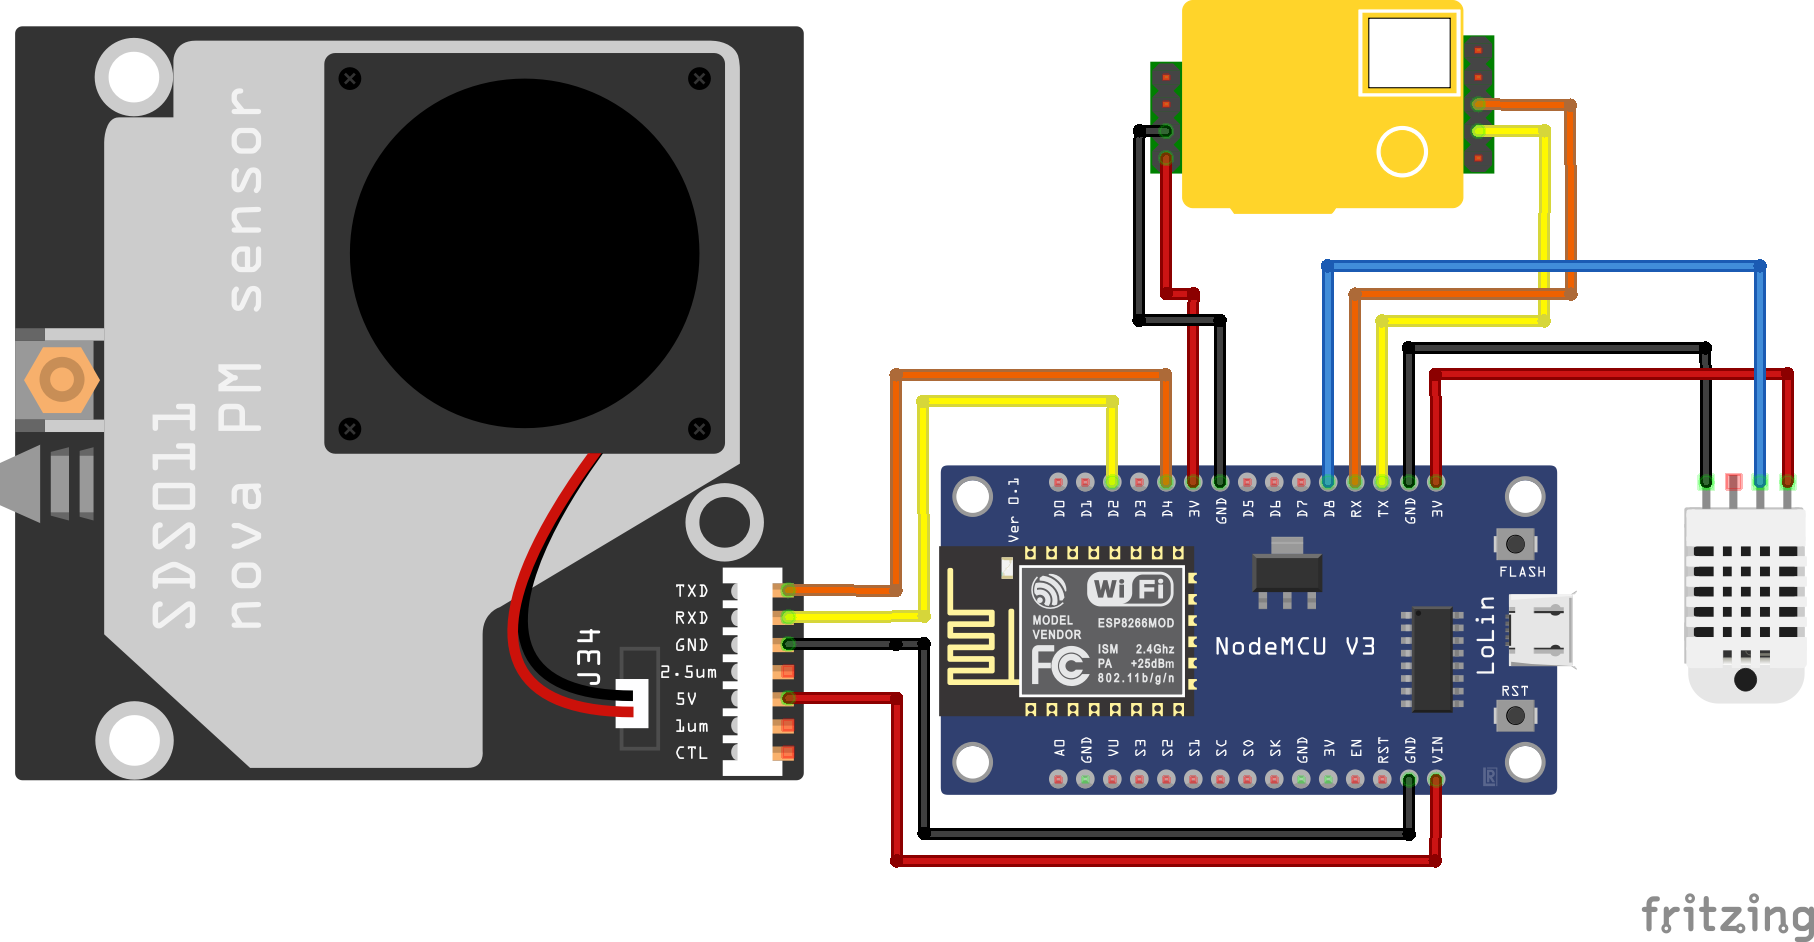 SDS011
nova PM sensor
J34
TXD
RXD
GND
2.5um
5V
1um
CTL
Ver 0.1
D0 D1 D2 D3 D4 3V GND D5 D6 D7 D8 RX TX GND 3V
WiFi
MODEL
VENDOR
ESP8266MOD
FC
ISM 2.4Ghz
PA +25dBm
802.11b/g/n
NodeMCU V3
LoLin
FLASH
RST
A0 GND VU S3 S2 S1 SC S0 SK GND 3V EN RST GND VIN
R
fritzing